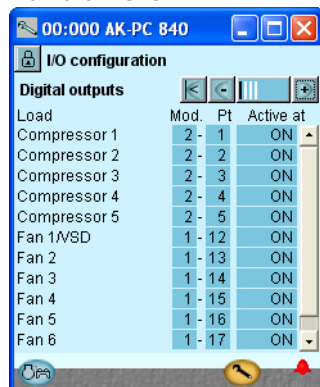 00:000 AK-PC 840
I/O configuration
Digital outputs
Load Mod. Pt Active at
Compressor 1 2 - 1 ON
Compressor 2 2 - 2 ON
Compressor 3 2 - 3 ON
Compressor 4 2 - 4 ON
Compressor 5 2 - 5 ON
Fan 1/VSD 1 - 12 ON
Fan 2 1 - 13 ON
Fan 3 1 - 14 ON
Fan 4 1 - 15 ON
Fan 5 1 - 16 ON
Fan 6 1 - 17 ON